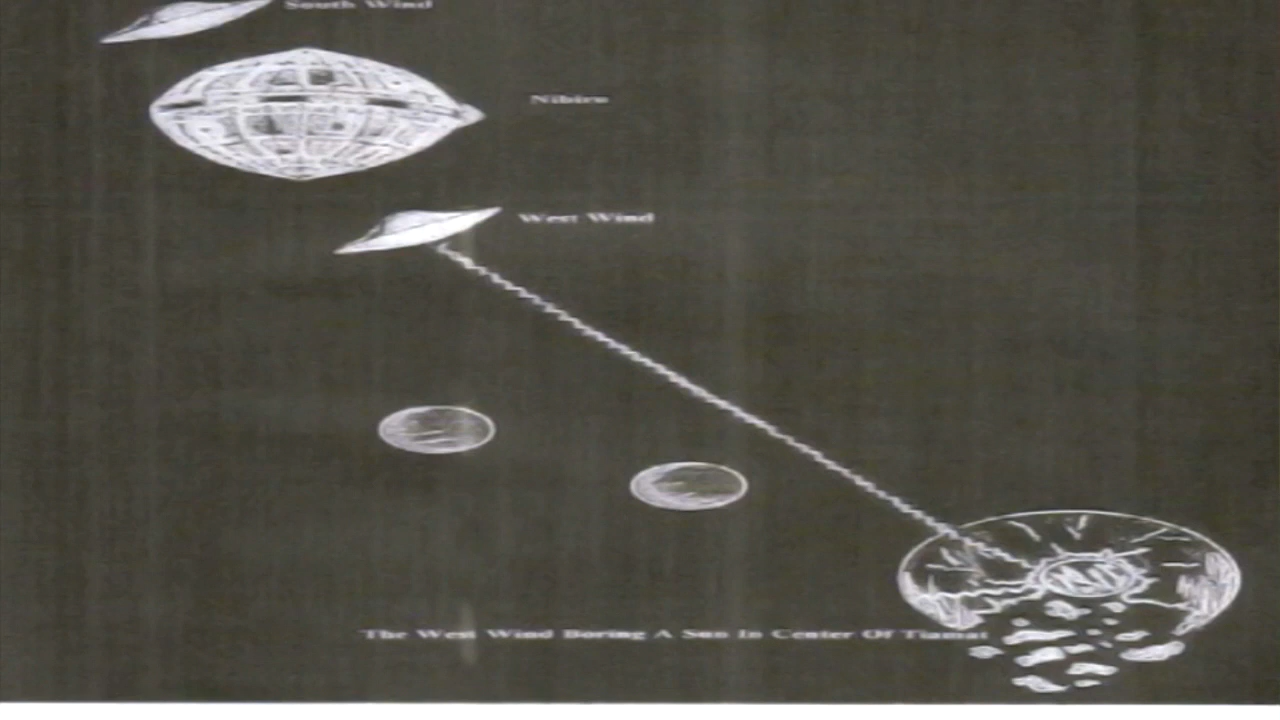 South Wind
Nibiru
West Wind
The West Wind Boring A Sun In Center Of Tiamat